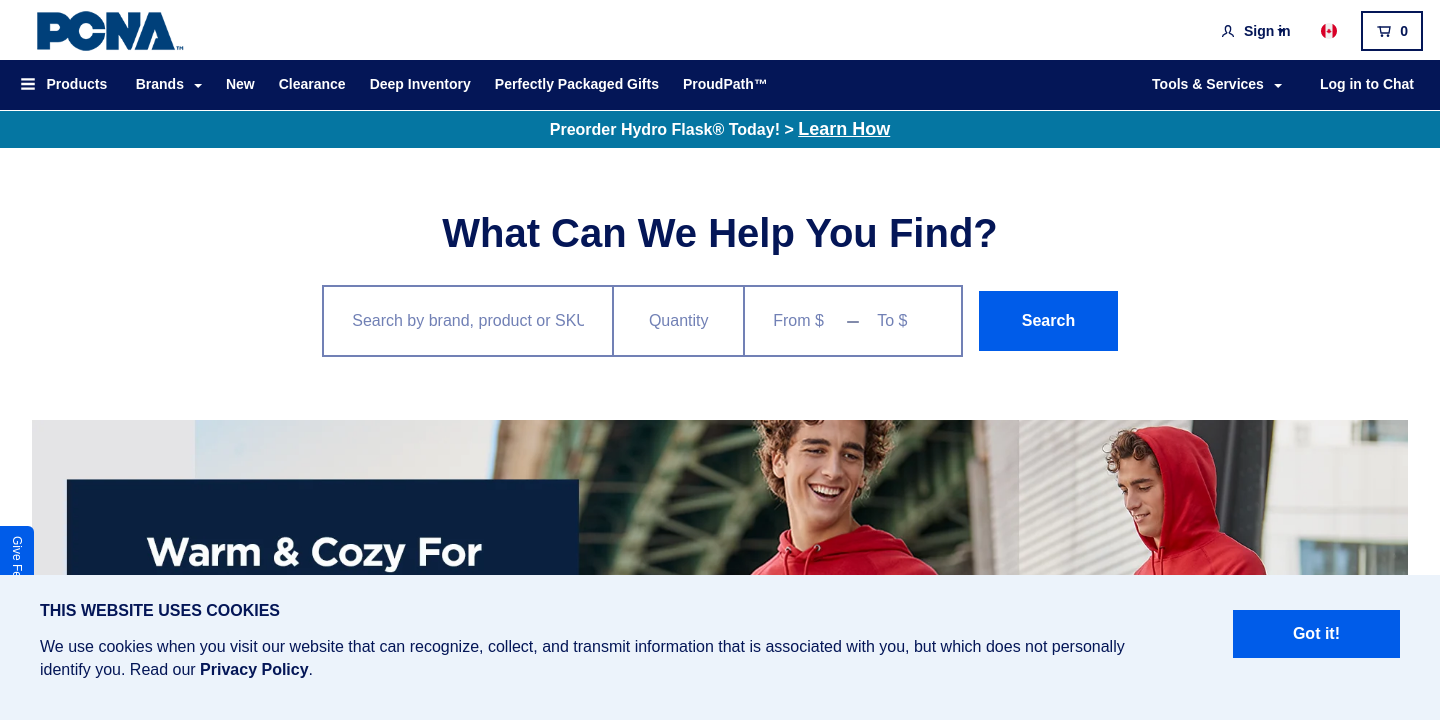 PCNA™
Sign in
0
Products Brands New Clearance Deep Inventory Perfectly Packaged Gifts ProudPath™ Tools & Services Log in to Chat
Preorder Hydro Flask® Today! > Learn How
What Can We Help You Find?
Search by brand, product or SKU Quantity From $ – To $ Search
Warm & Cozy For
Give Fe
THIS WEBSITE USES COOKIES
We use cookies when you visit our website that can recognize, collect, and transmit information that is associated with you, but which does not personally
identify you. Read our Privacy Policy.
Got it!